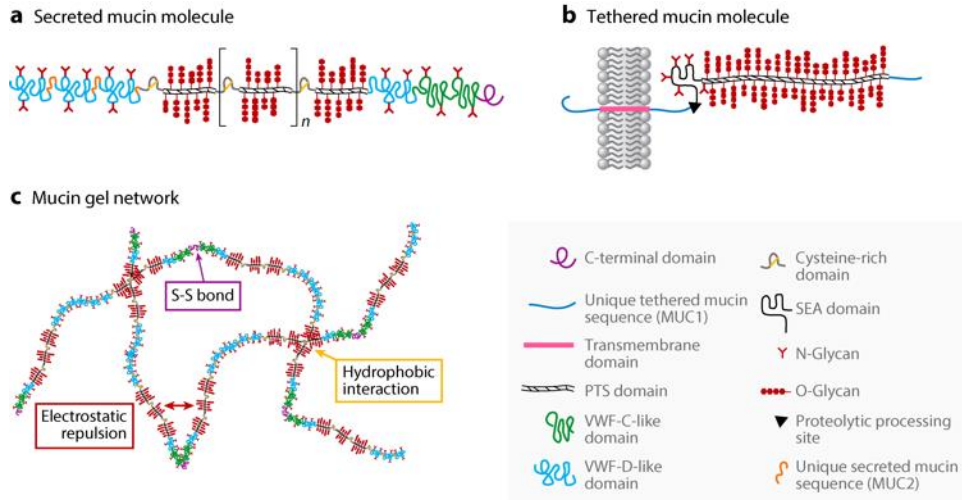 a Secreted mucin molecule
n
b Tethered mucin molecule
c Mucin gel network
S-S bond
Hydrophobic
interaction
Electrostatic
repulsion
C-terminal domain
Unique tethered mucin
sequence (MUC1)
Transmembrane
domain
PTS domain
VWF-C-like
domain
VWF-D-like
domain
Cysteine-rich
domain
SEA domain
N-Glycan
O-Glycan
Proteolytic processing
site
Unique secreted mucin
sequence (MUC2)